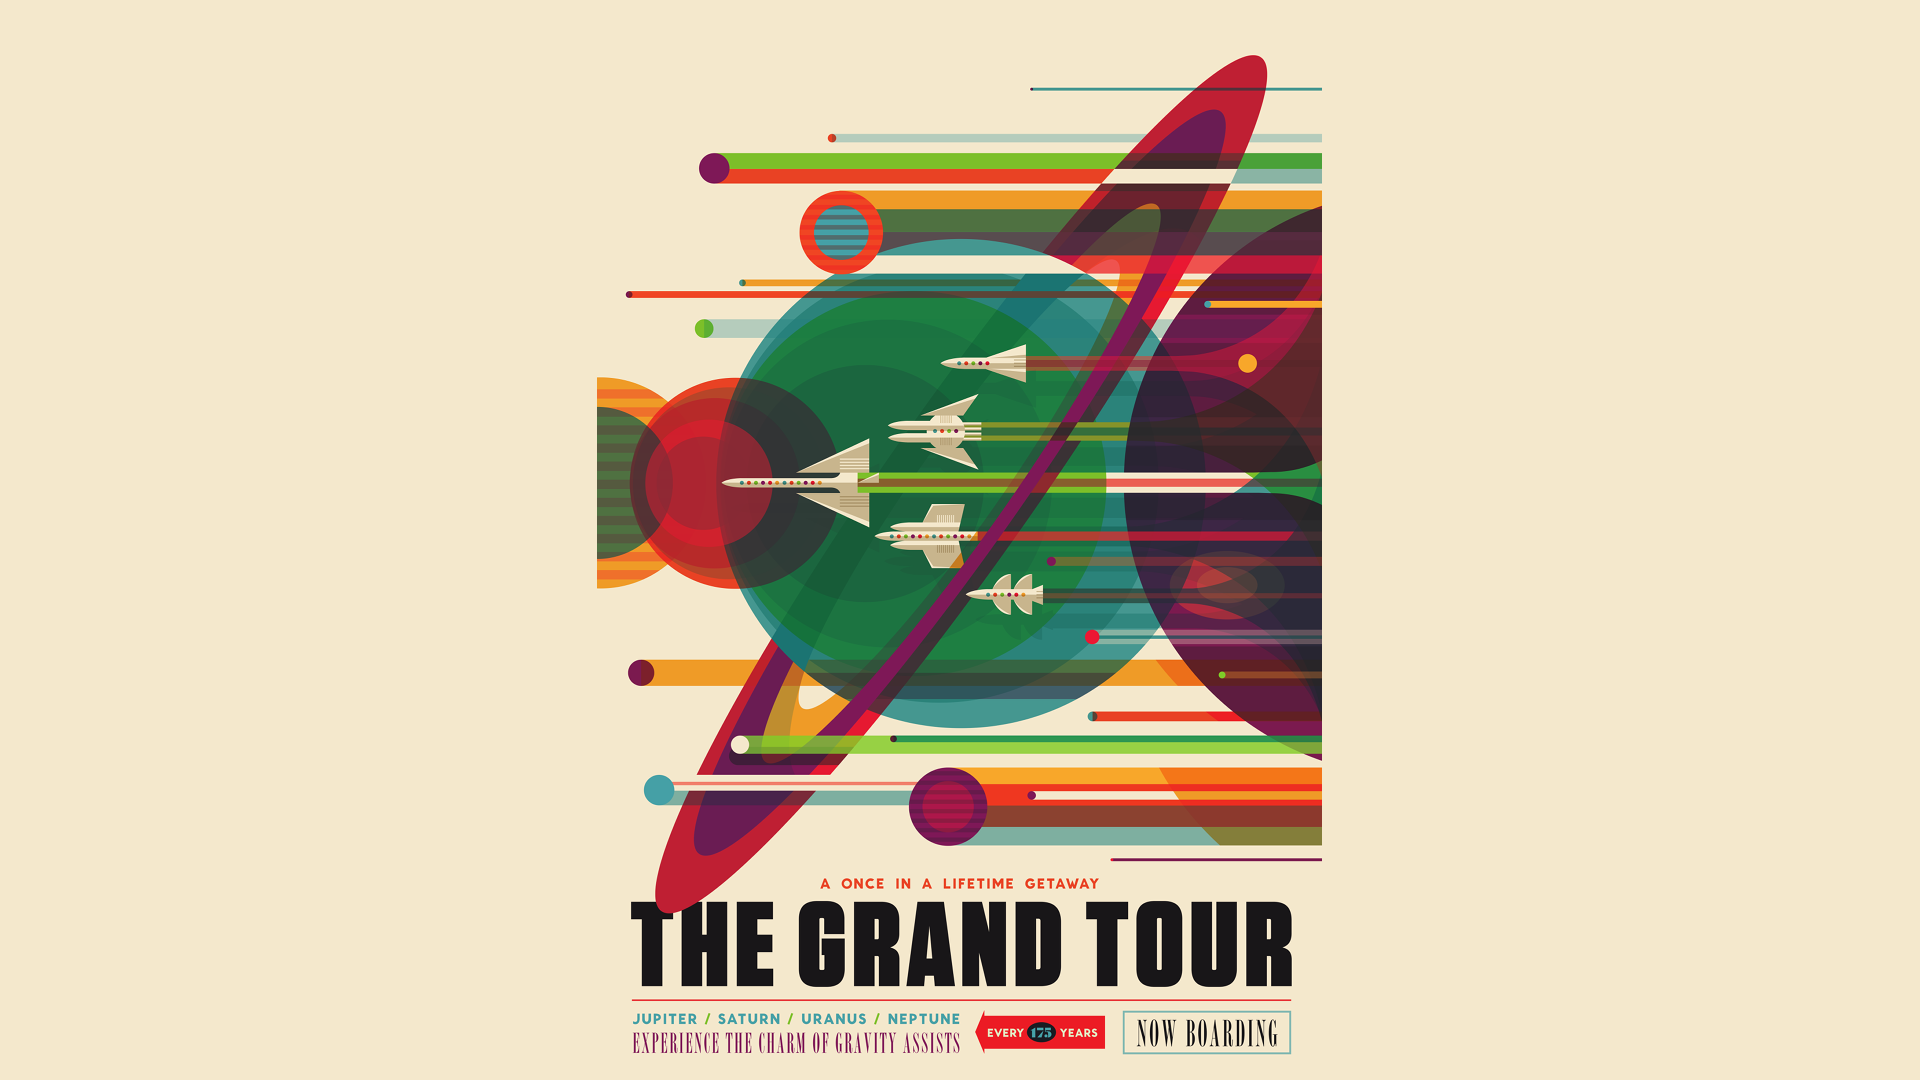 A ONCE IN A LIFETIME GETAWAY
THE GRAND TOUR
JUPITER / SATURN / URANUS / NEPTUNE
EXPERIENCE THE CHARM OF GRAVITY ASSISTS
EVERY 175 YEARS
NOW BOARDING